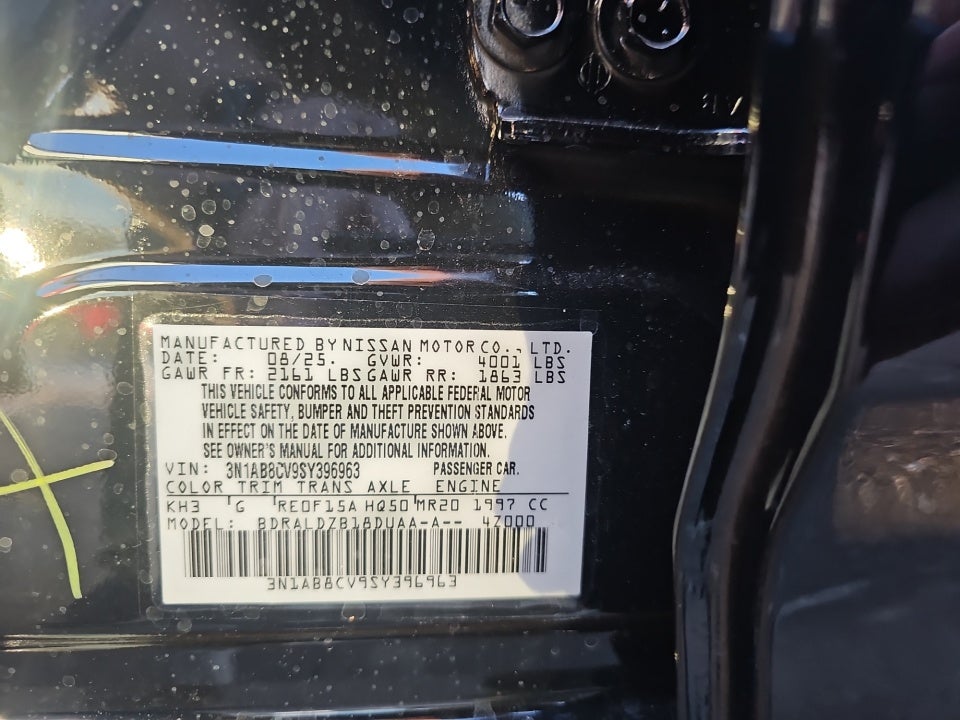 MANUFACTURED BY NISSAN MOTOR CO., LTD.
DATE: 08/25. GVWR: 4001 LBS
GAWR FR: 2161 LBS GAWR RR: 1863 LBS
THIS VEHICLE CONFORMS TO ALL APPLICABLE FEDERAL MOTOR
VEHICLE SAFETY, BUMPER AND THEFT PREVENTION STANDARDS
IN EFFECT ON THE DATE OF MANUFACTURE SHOWN ABOVE.
SEE OWNER'S MANUAL FOR ADDITIONAL INFORMATION.
VIN: 3N1AB8CV9SY396963 PASSENGER CAR.
COLOR TRIM TRANS AXLE ENGINE
KH3 G RE0F15A HQ50 MR20 1997 CC
MODEL: BDRALDZB18DUAA-A-- 4Z000
3N1AB8CV9SY396963